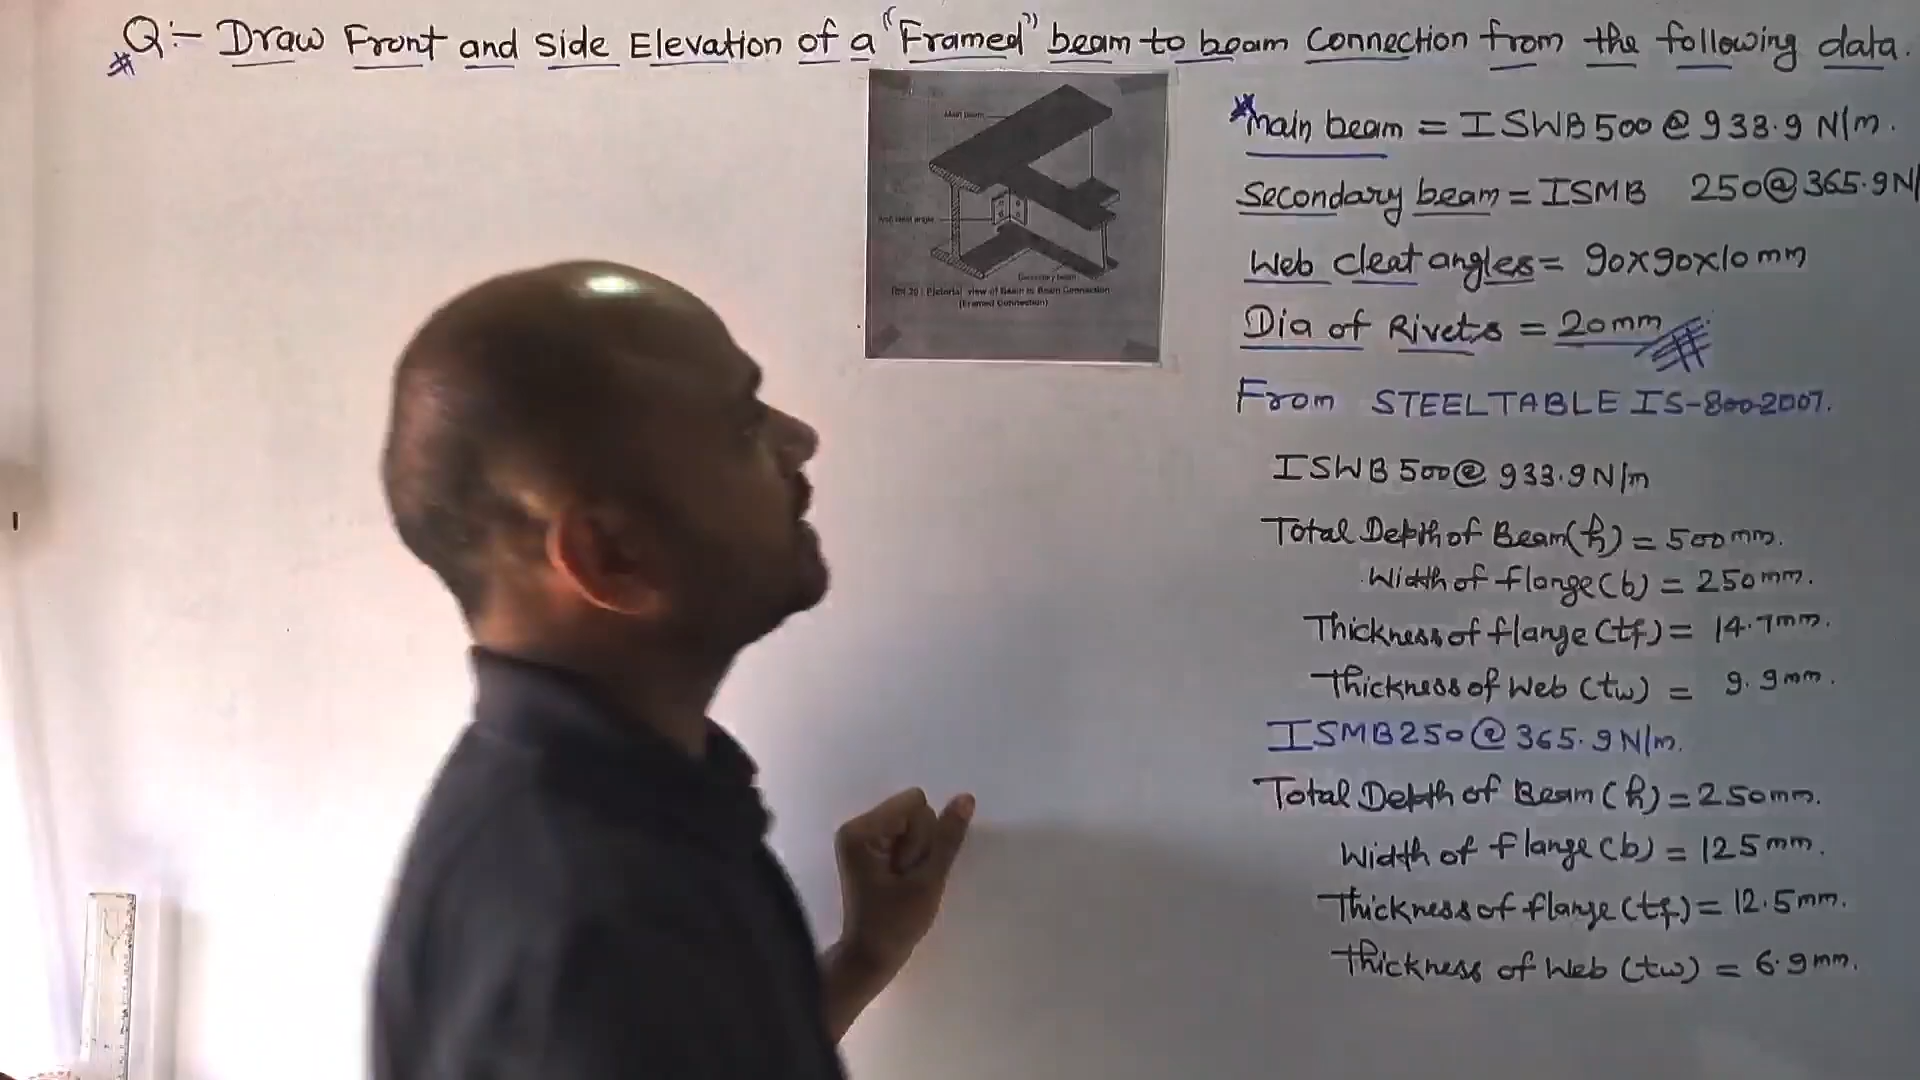 Q:- Draw Front and Side Elevation of a "Framed" beam to beam Connection from the following data.
Main beam = ISWB 500 @ 933.9 N/m.
Secondary beam = ISMB 250 @ 365.9 N/
Web cleat angles = 90x90x10 mm
Dia of Rivets = 20mm
From STEEL TABLE IS-800-2007.
ISWB 500 @ 933.9 N/m
Total Depth of Beam (h) = 500 mm.
Width of flange (b) = 250 mm.
Thickness of flange (tf) = 14.7 mm.
Thickness of Web (tw) = 9.9 mm.
ISMB 250 @ 365.9 N/m.
Total Depth of Beam (h) = 250 mm.
Width of flange (b) = 125 mm.
Thickness of flange (tf) = 12.5 mm.
Thickness of Web (tw) = 6.9 mm.
Main beam
Web cleat angle
Secondary beam
Pictorial view of Beam to Beam Connection
(Framed Connection)